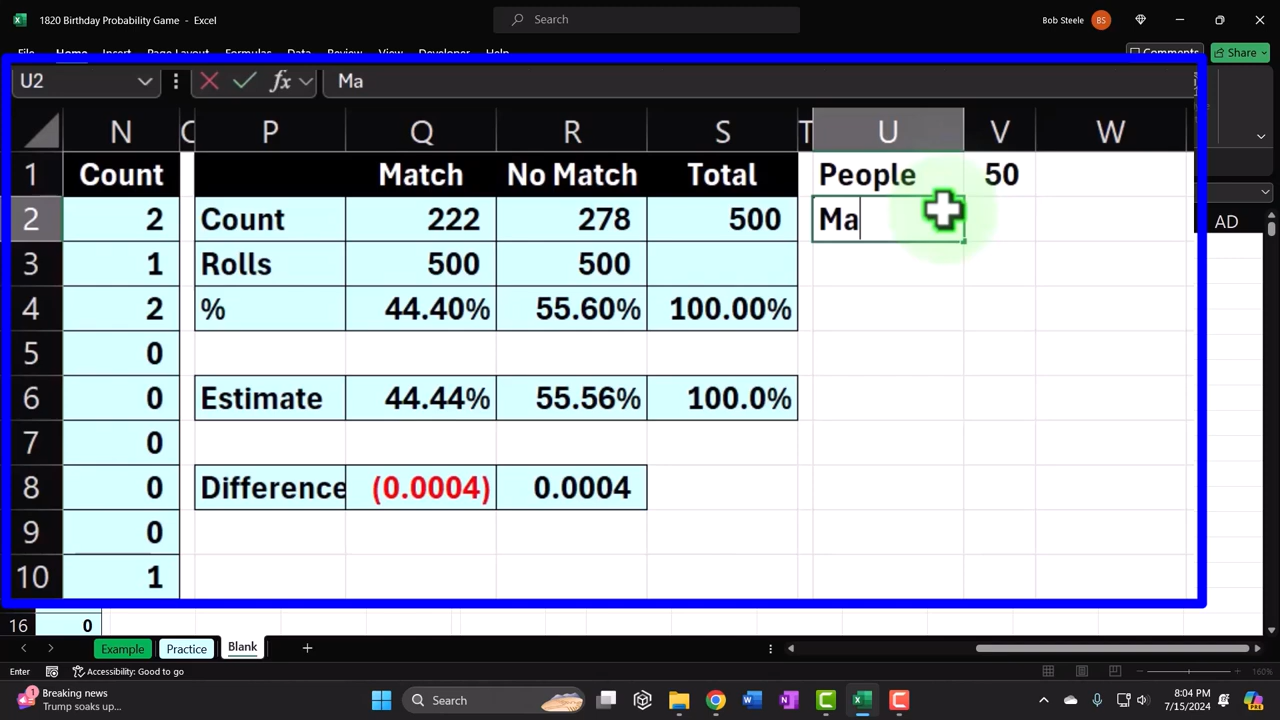 1820 Birthday Probability Game - Excel
Search
Bob Steele
BS
File Home Insert Page Layout Formulas Data Review View Developer Help
Comments
Share
U2
fx
Ma
N P Q R S T U V W
AD
1 Count Match No Match Total People 50
2 2 Count 222 278 500 Ma
3 1 Rolls 500 500
4 2 % 44.40% 55.60% 100.00%
5 0
6 0 Estimate 44.44% 55.56% 100.0%
7 0
8 0 Difference (0.0004) 0.0004
9 0
10 1
16 0
Example Practice Blank
Enter
Accessibility: Good to go
160%
1
Breaking news
Trump soaks up...
Search
8:04 PM
7/15/2024